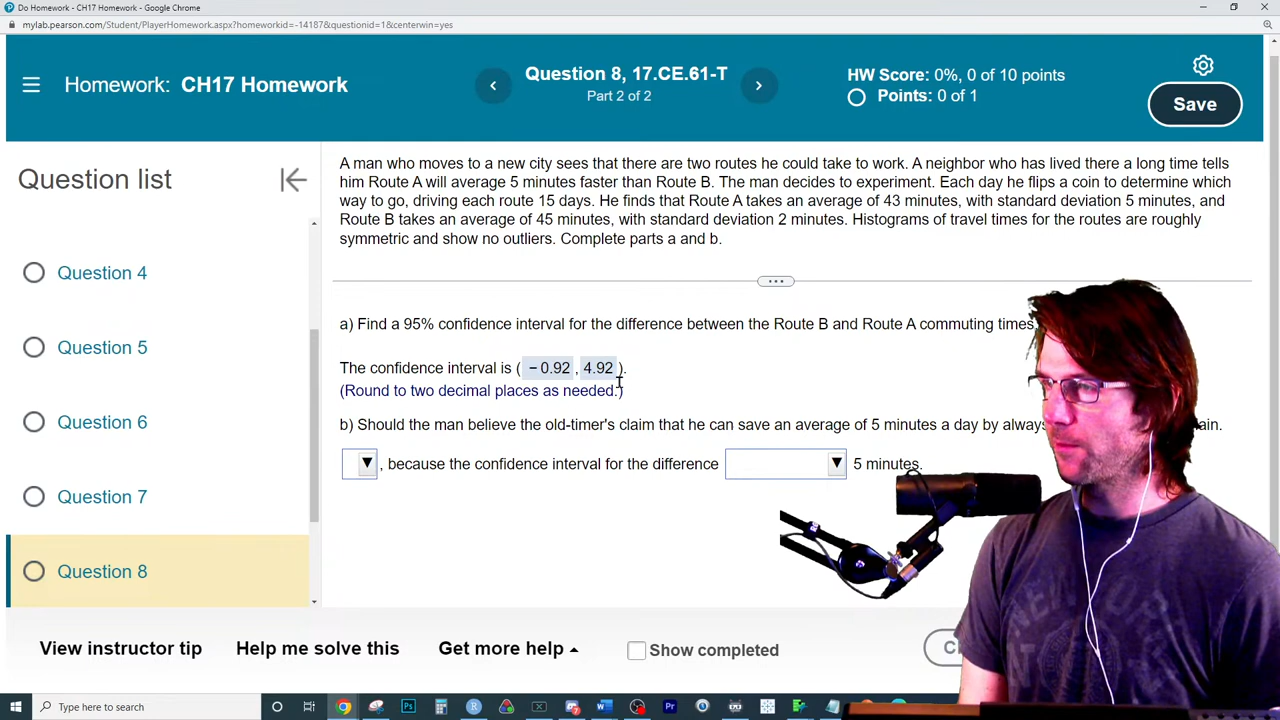 Do Homework - CH17 Homework - Google Chrome
mylab.pearson.com/Student/PlayerHomework.aspx?homeworkid=-14187&questionid=1&centerwin=yes
Homework: CH17 Homework
Question 8, 17.CE.61-T
Part 2 of 2
HW Score: 0%, 0 of 10 points
Points: 0 of 1
Save
Question list
Question 4
Question 5
Question 6
Question 7
Question 8
A man who moves to a new city sees that there are two routes he could take to work. A neighbor who has lived there a long time tells
him Route A will average 5 minutes faster than Route B. The man decides to experiment. Each day he flips a coin to determine which
way to go, driving each route 15 days. He finds that Route A takes an average of 43 minutes, with standard deviation 5 minutes, and
Route B takes an average of 45 minutes, with standard deviation 2 minutes. Histograms of travel times for the routes are roughly
symmetric and show no outliers. Complete parts a and b.
a) Find a 95% confidence interval for the difference between the Route B and Route A commuting times
The confidence interval is ( − 0.92 , 4.92 ).
(Round to two decimal places as needed.)
b) Should the man believe the old-timer's claim that he can save an average of 5 minutes a day by always
, because the confidence interval for the difference 5 minutes.
View instructor tip
Help me solve this
Get more help
Show completed
Type here to search